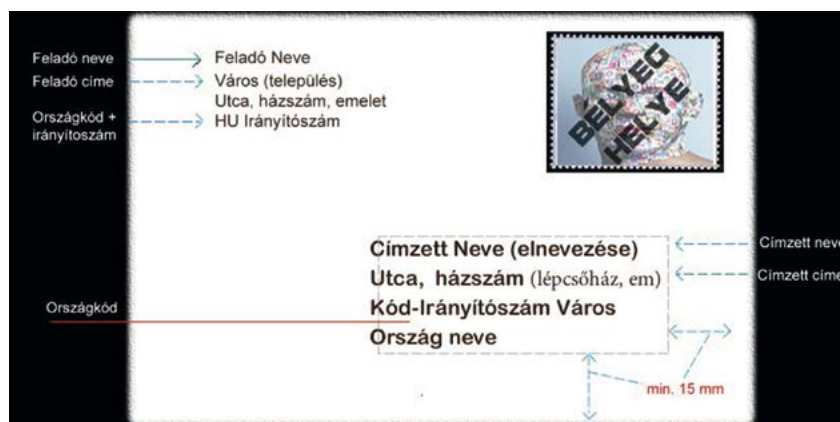 Feladó neve
Feladó címe
Országkód +
irányítoszám
Feladó Neve
Város (település)
Utca, házszám, emelet
HU Irányítószám
BELYEG
HELYE
Címzett Neve (elnevezése)
Utca, házszám (lépcsőház, em)
Kód-Irányítószám Város
Ország neve
Címzett neve
Címzett címe
Országkód
min. 15 mm